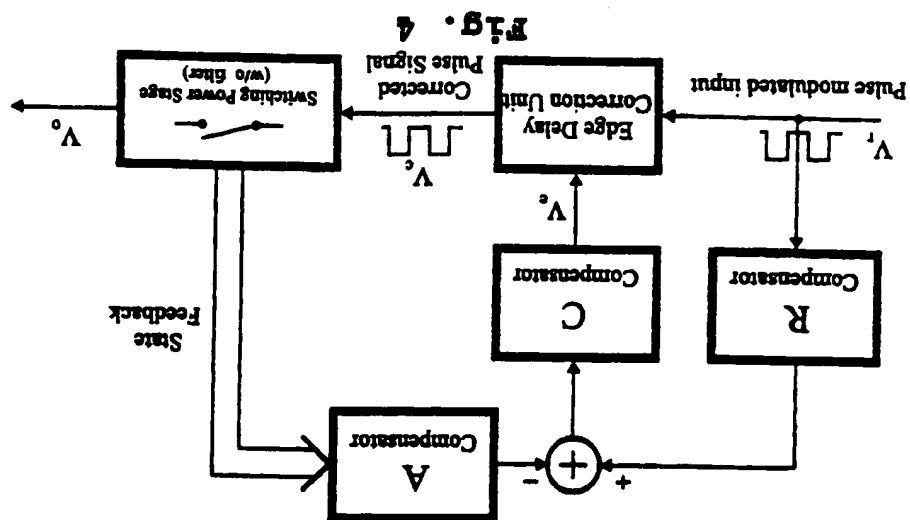 +
−
+
A
Compensator
R
Compensator
C
Compensator
State
Feedback
V_e
V_r
Pulse modulated input
Edge Delay
Correction Unit
V_c
Corrected
Pulse Signal
Switching Power Stage
(w/o filter)
V_o
Fig. 4